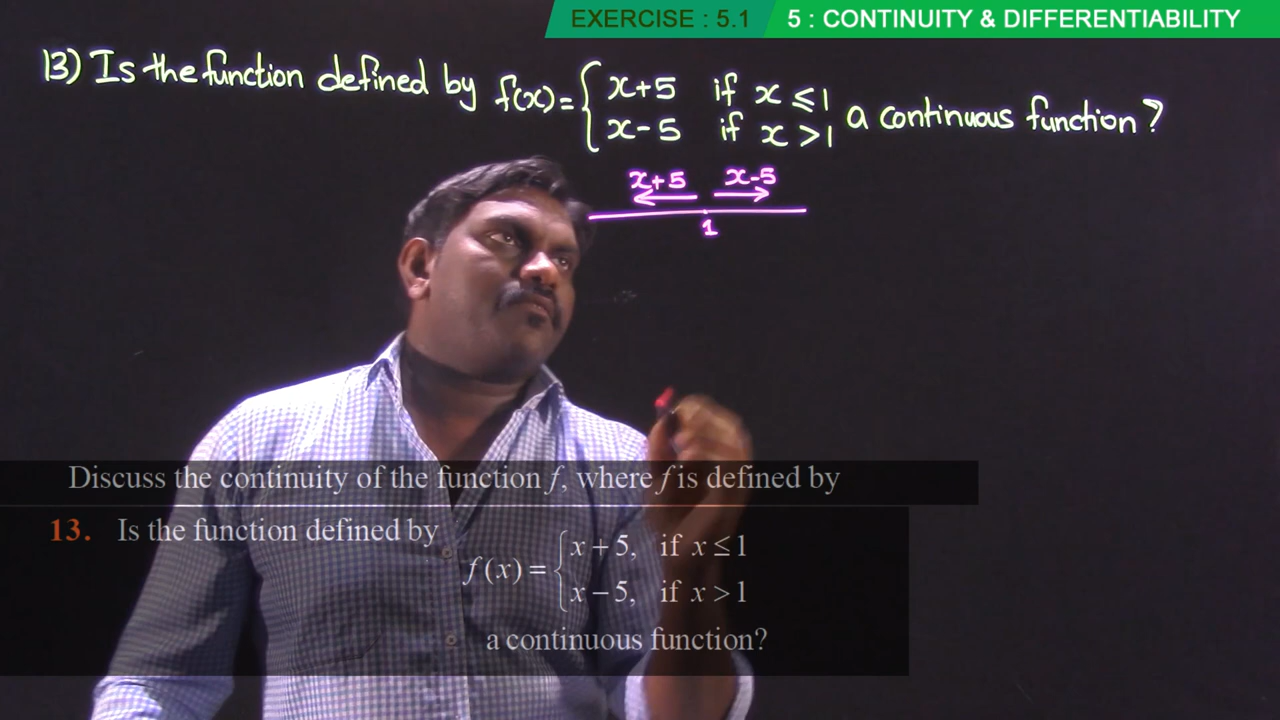 EXERCISE : 5.1
5 : CONTINUITY & DIFFERENTIABILITY
13) Is the function defined by f(x) = { x+5 if x ⩽ 1
x-5 if x > 1 a continuous function?
x+5 x-5
1
Discuss the continuity of the function f, where f is defined by
13. Is the function defined by
f (x) = { x + 5, if x ≤ 1
x − 5, if x > 1
a continuous function?